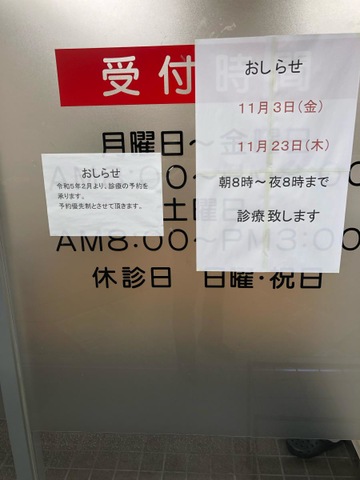 受付時間
おしらせ
11月3日(金)
11月23日(木)
朝8時～夜8時まで
診療致します
月曜日～金曜日
おしらせ
令和5年2月より、診療の予約を
承ります。
予約優先制とさせて頂きます。
土曜日
AM8:00～PM3:00
休診日 日曜・祝日